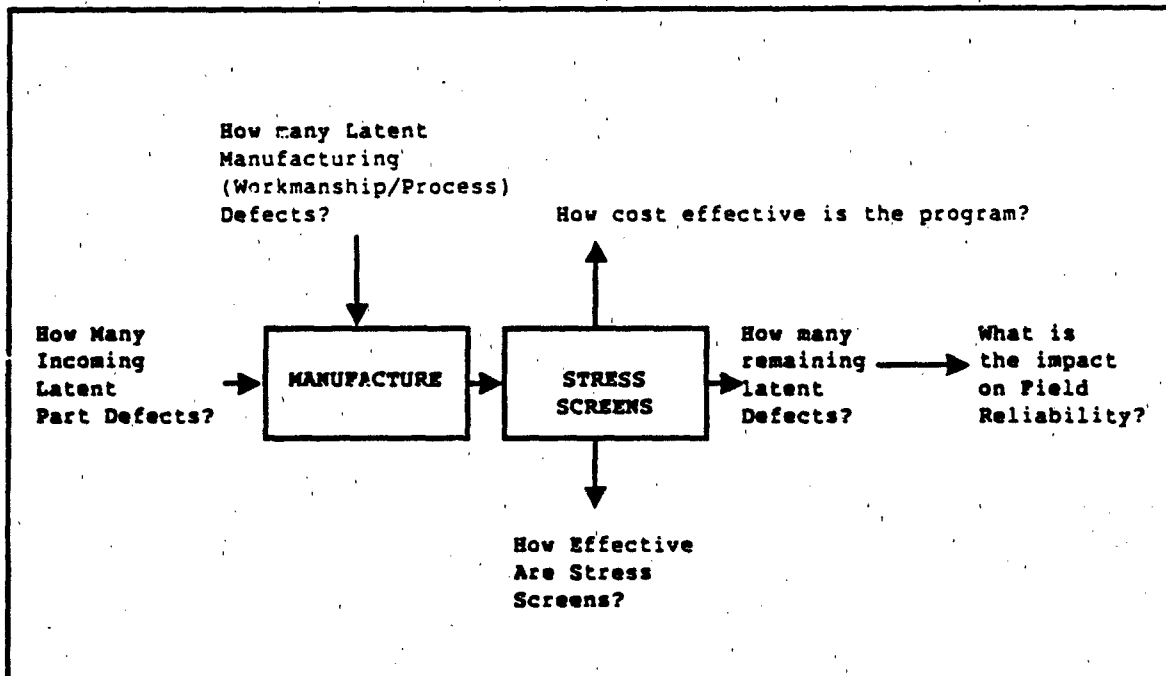 How many Latent
Manufacturing
(Workmanship/Process)
Defects?
How cost effective is the program?
How Many
Incoming
Latent
Part Defects?
MANUFACTURE
STRESS
SCREENS
How many
remaining
latent
Defects?
What is
the impact
on Field
Reliability?
How Effective
Are Stress
Screens?